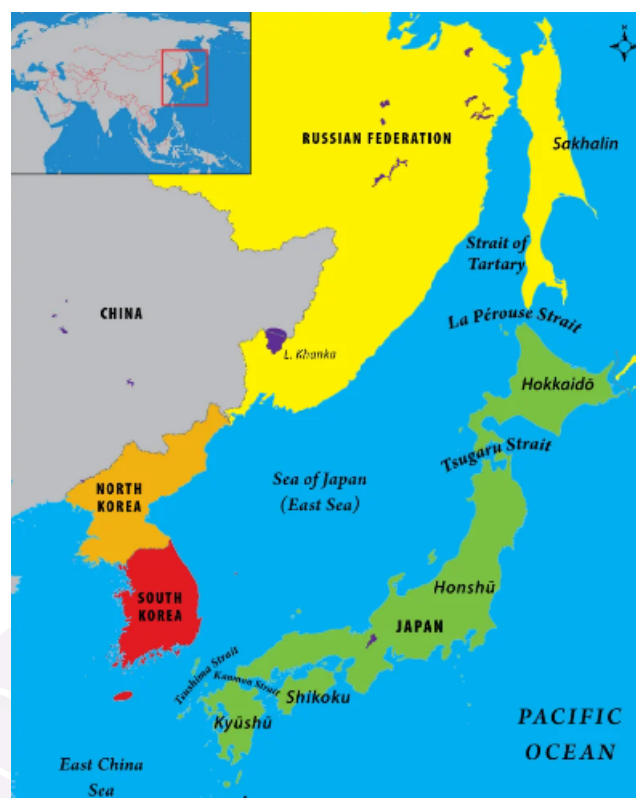 N
RUSSIAN FEDERATION
Sakhalin
Strait of
Tartary
CHINA
La Pérouse Strait
L. Khanka
Hokkaidō
Tsugaru Strait
Sea of Japan
(East Sea)
NORTH
KOREA
Honshū
SOUTH
KOREA
JAPAN
Tsushima Strait
Kanmon Strait
Shikoku
Kyūshū
PACIFIC
OCEAN
East China
Sea